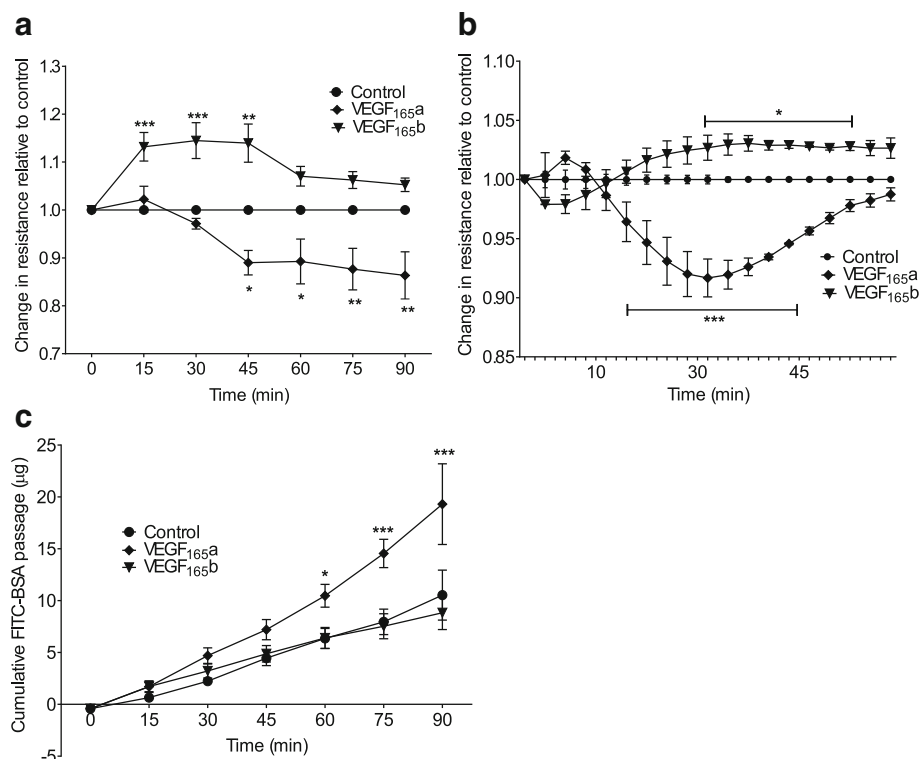 a
Change in resistance relative to control
1.3
1.2
1.1
1.0
0.9
0.8
0.7
*** *** **
* * ** **
Control
VEGF165a
VEGF165b
0 15 30 45 60 75 90
Time (min)
b
Change in resistance relative to control
1.10
1.05
1.00
0.95
0.90
0.85
*
***
Control
VEGF165a
VEGF165b
10 30 45
Time (min)
c
Cumulative FITC-BSA passage (µg)
25
20
15
10
5
0
-5
Control
VEGF165a
VEGF165b
* *** ***
0 15 30 45 60 75 90
Time (min)